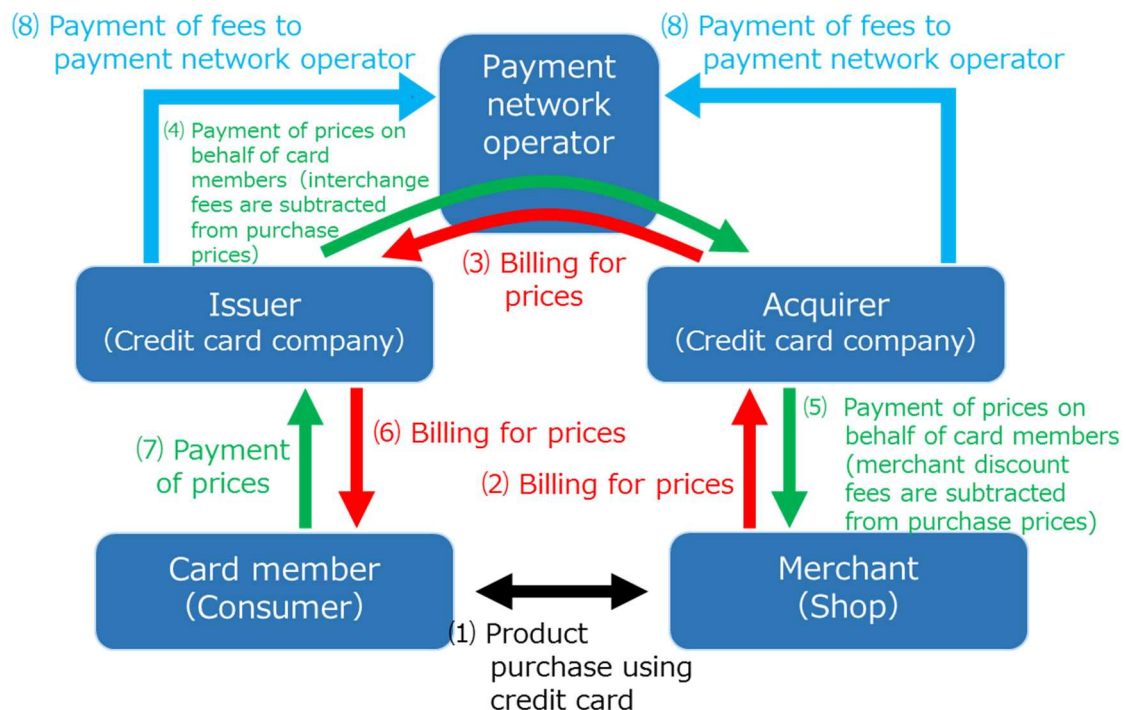 ⑻ Payment of fees to
payment network operator
⑻ Payment of fees to
payment network operator
Payment
network
operator
⑷ Payment of prices on
behalf of card
members（interchange
fees are subtracted
from purchase
prices）
⑶ Billing for
prices
Issuer
（Credit card company）
Acquirer
（Credit card company）
⑺ Payment
of prices
⑹ Billing for prices
⑵ Billing for prices
⑸ Payment of prices on
behalf of card members
（merchant discount
fees are subtracted
from purchase prices）
Card member
（Consumer）
Merchant
（Shop）
⑴ Product
purchase using
credit card